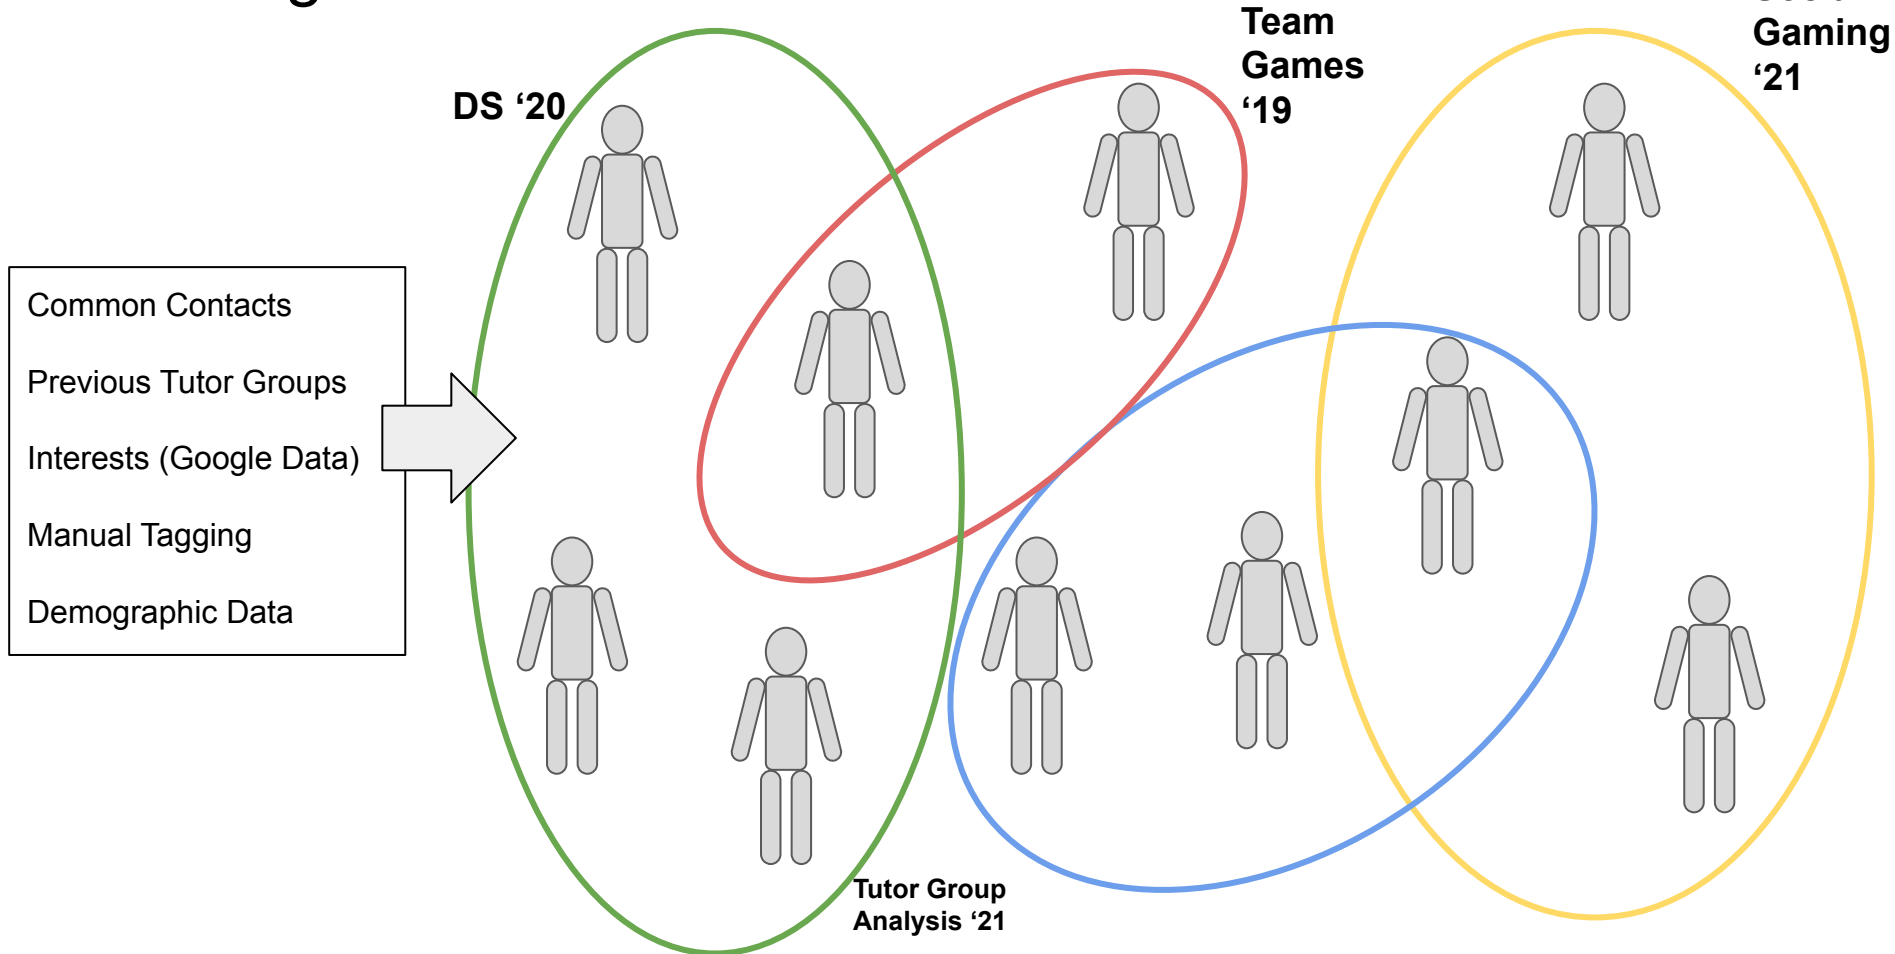 Team
Games
‘19
Gaming
‘21
DS ‘20
Common Contacts
Previous Tutor Groups
Interests (Google Data)
Manual Tagging
Demographic Data
Tutor Group
Analysis ‘21